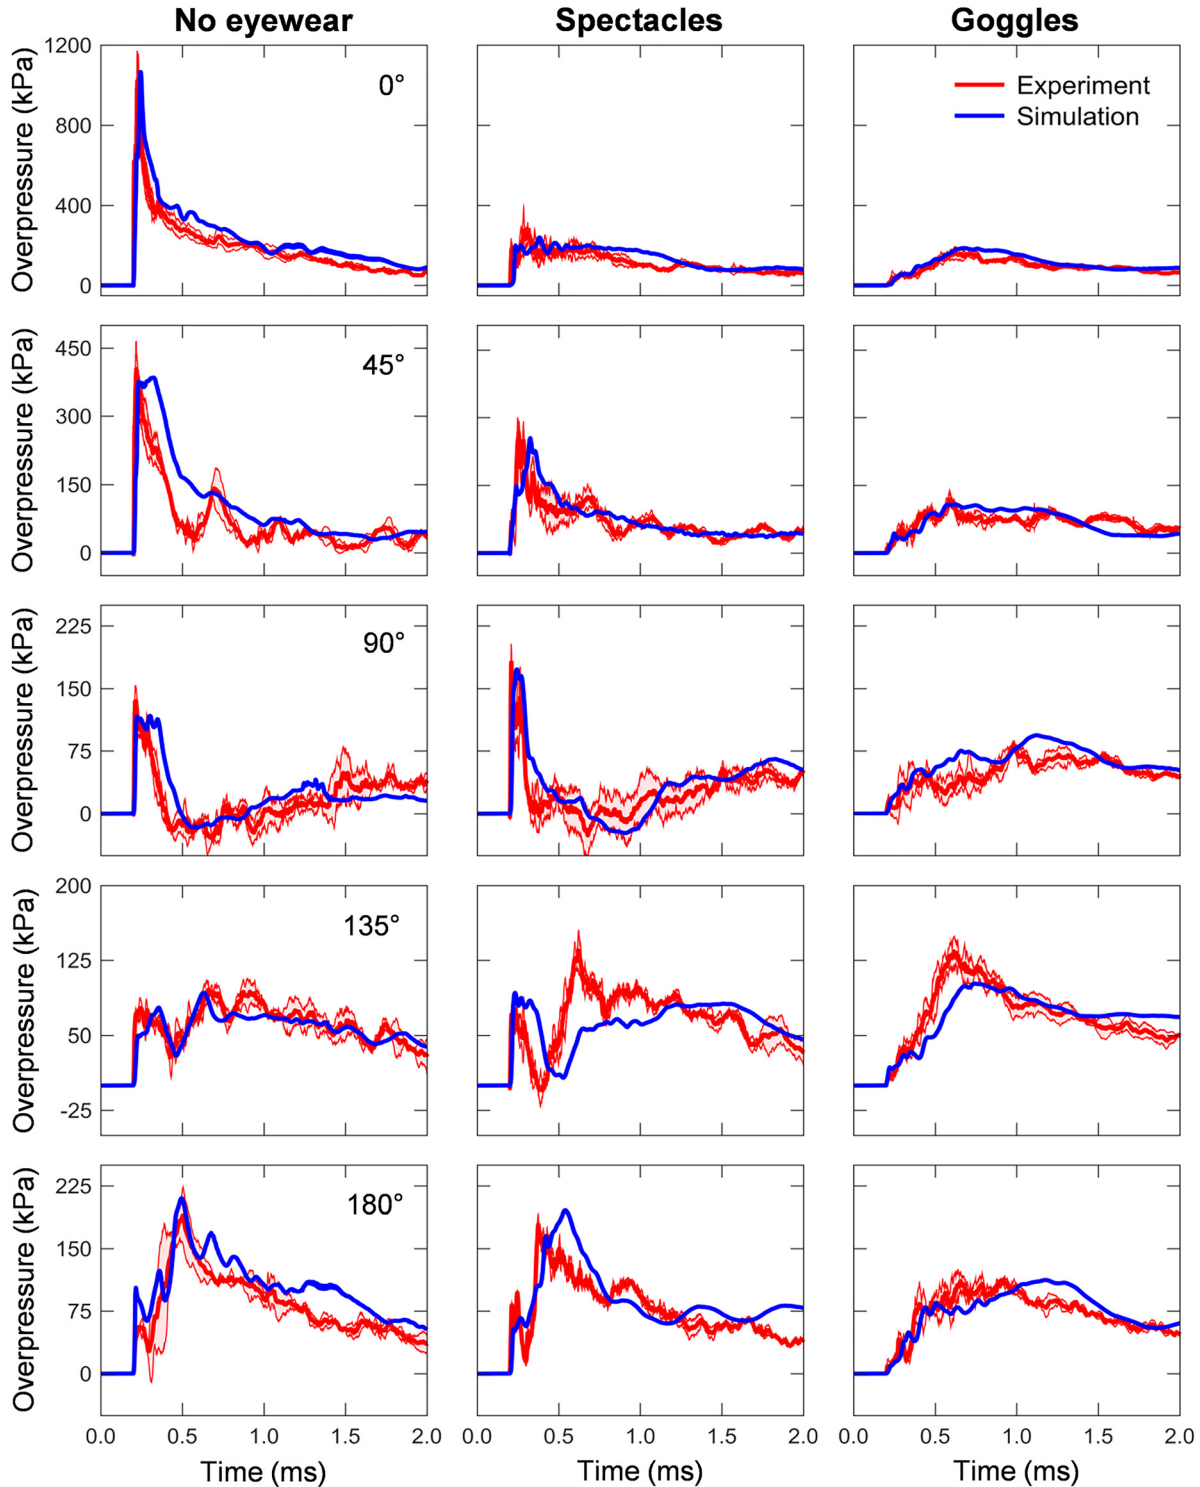 No eyewear Spectacles Goggles
1200
800
400
0
Overpressure (kPa)
0°
Experiment
Simulation
450
300
150
0
Overpressure (kPa)
45°
225
150
75
0
Overpressure (kPa)
90°
200
125
50
-25
Overpressure (kPa)
135°
225
150
75
0
Overpressure (kPa)
180°
0.0 0.5 1.0 1.5 2.0 0.0 0.5 1.0 1.5 2.0 0.0 0.5 1.0 1.5 2.0
Time (ms) Time (ms) Time (ms)